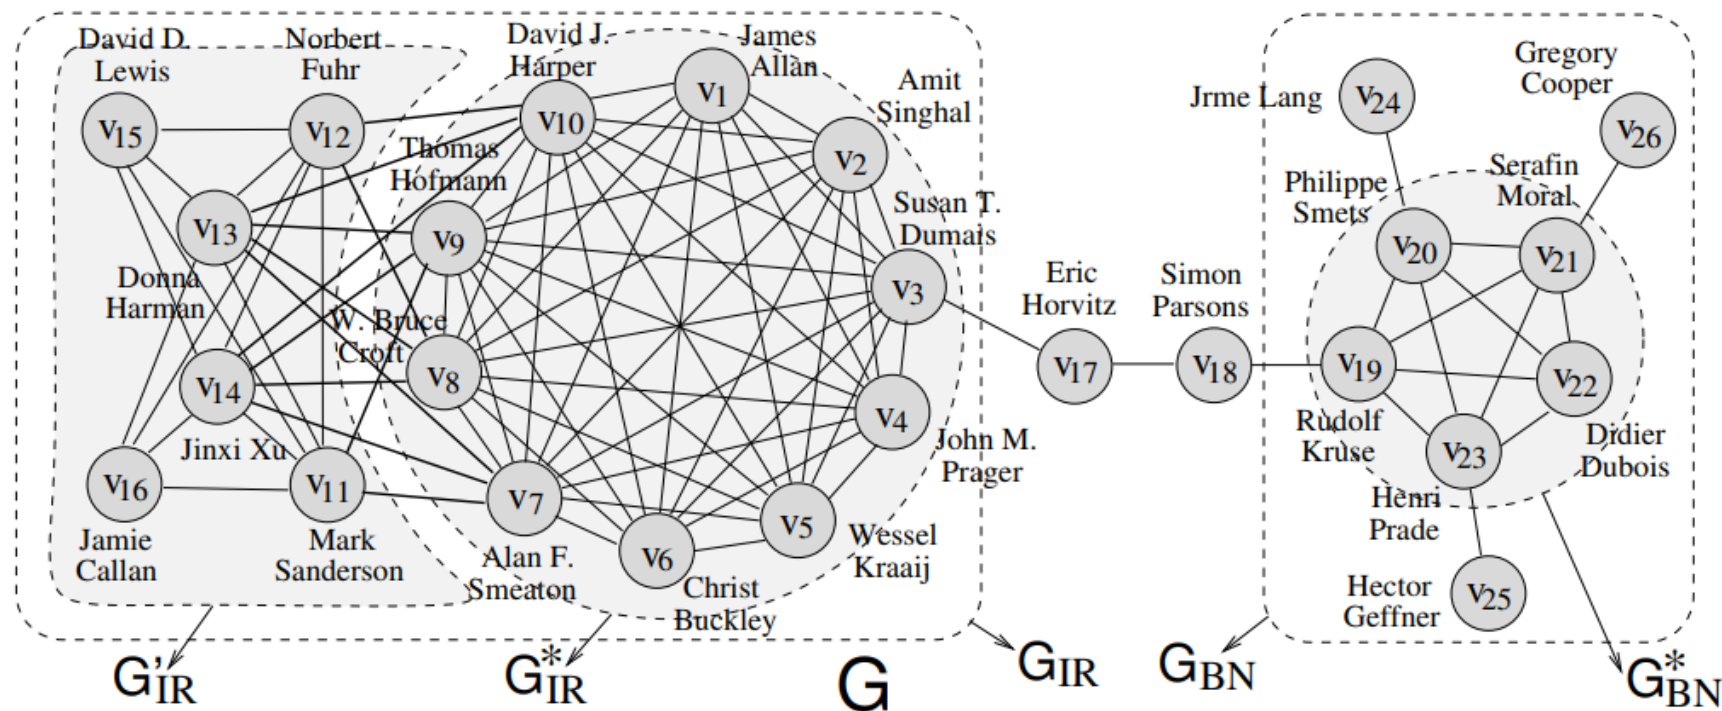 David D.
Lewis
Norbert
Fuhr
David J.
Harper
James
Allan
Amit
Singhal
Gregory
Cooper
Jrme Lang
V24
V26
V15
V12
V10
V1
V2
Thomas
Hofmann
Serafin
Moral
Philippe
Smets
Susan T.
Dumais
V13
V9
V3
V20
V21
Donna
Harman
Eric
Horvitz
Simon
Parsons
W. Bruce
Croft
V14
V8
V4
V17
V18
V19
V22
Jinxi Xu
John M.
Prager
Rudolf
Kruse
Didier
Dubois
V16
V11
V7
V6
V5
V23
Henri
Prade
Jamie
Callan
Mark
Sanderson
Alan F.
Smeaton
Christ
Buckley
Wessel
Kraaij
Hector
Geffner
V25
G'IR
G*IR
G
GIR
GBN
G*BN